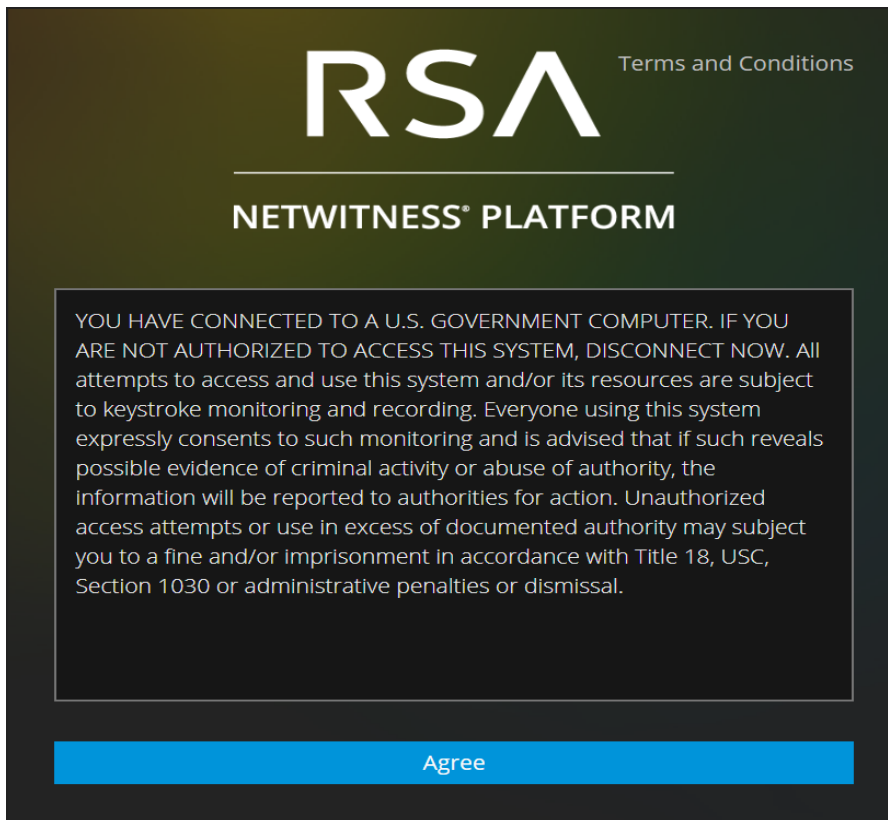 RSA
Terms and Conditions
NETWITNESS® PLATFORM
YOU HAVE CONNECTED TO A U.S. GOVERNMENT COMPUTER. IF YOU
ARE NOT AUTHORIZED TO ACCESS THIS SYSTEM, DISCONNECT NOW. All
attempts to access and use this system and/or its resources are subject
to keystroke monitoring and recording. Everyone using this system
expressly consents to such monitoring and is advised that if such reveals
possible evidence of criminal activity or abuse of authority, the
information will be reported to authorities for action. Unauthorized
access attempts or use in excess of documented authority may subject
you to a fine and/or imprisonment in accordance with Title 18, USC,
Section 1030 or administrative penalties or dismissal.
Agree